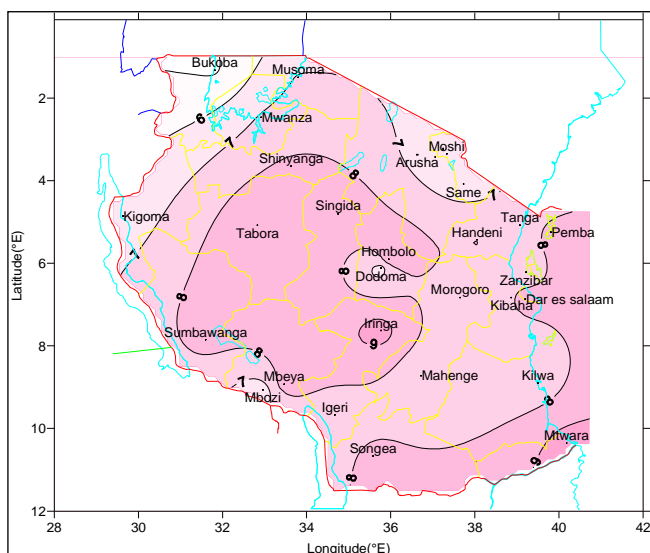 Bukoba
Musoma
2
6
Mwanza
7
7
Moshi
Shinyanga
8
Arusha
4
Singida
Same
7
Kigoma
Tabora
Handeni
Tanga
Pemba
8
7
Hombolo
6
8
Dodoma
Zanzibar
8
Morogoro
Dar es salaam
Kibaha
Iringa
Sumbawanga
9
8
8
7
Mbeya
Mahenge
Kilwa
Mbozi
Igeri
8
10
Mtwara
Songea
9
8
12
28 30 32 34 36 38 40 42
Longitude(°E)
Latitude(°E)